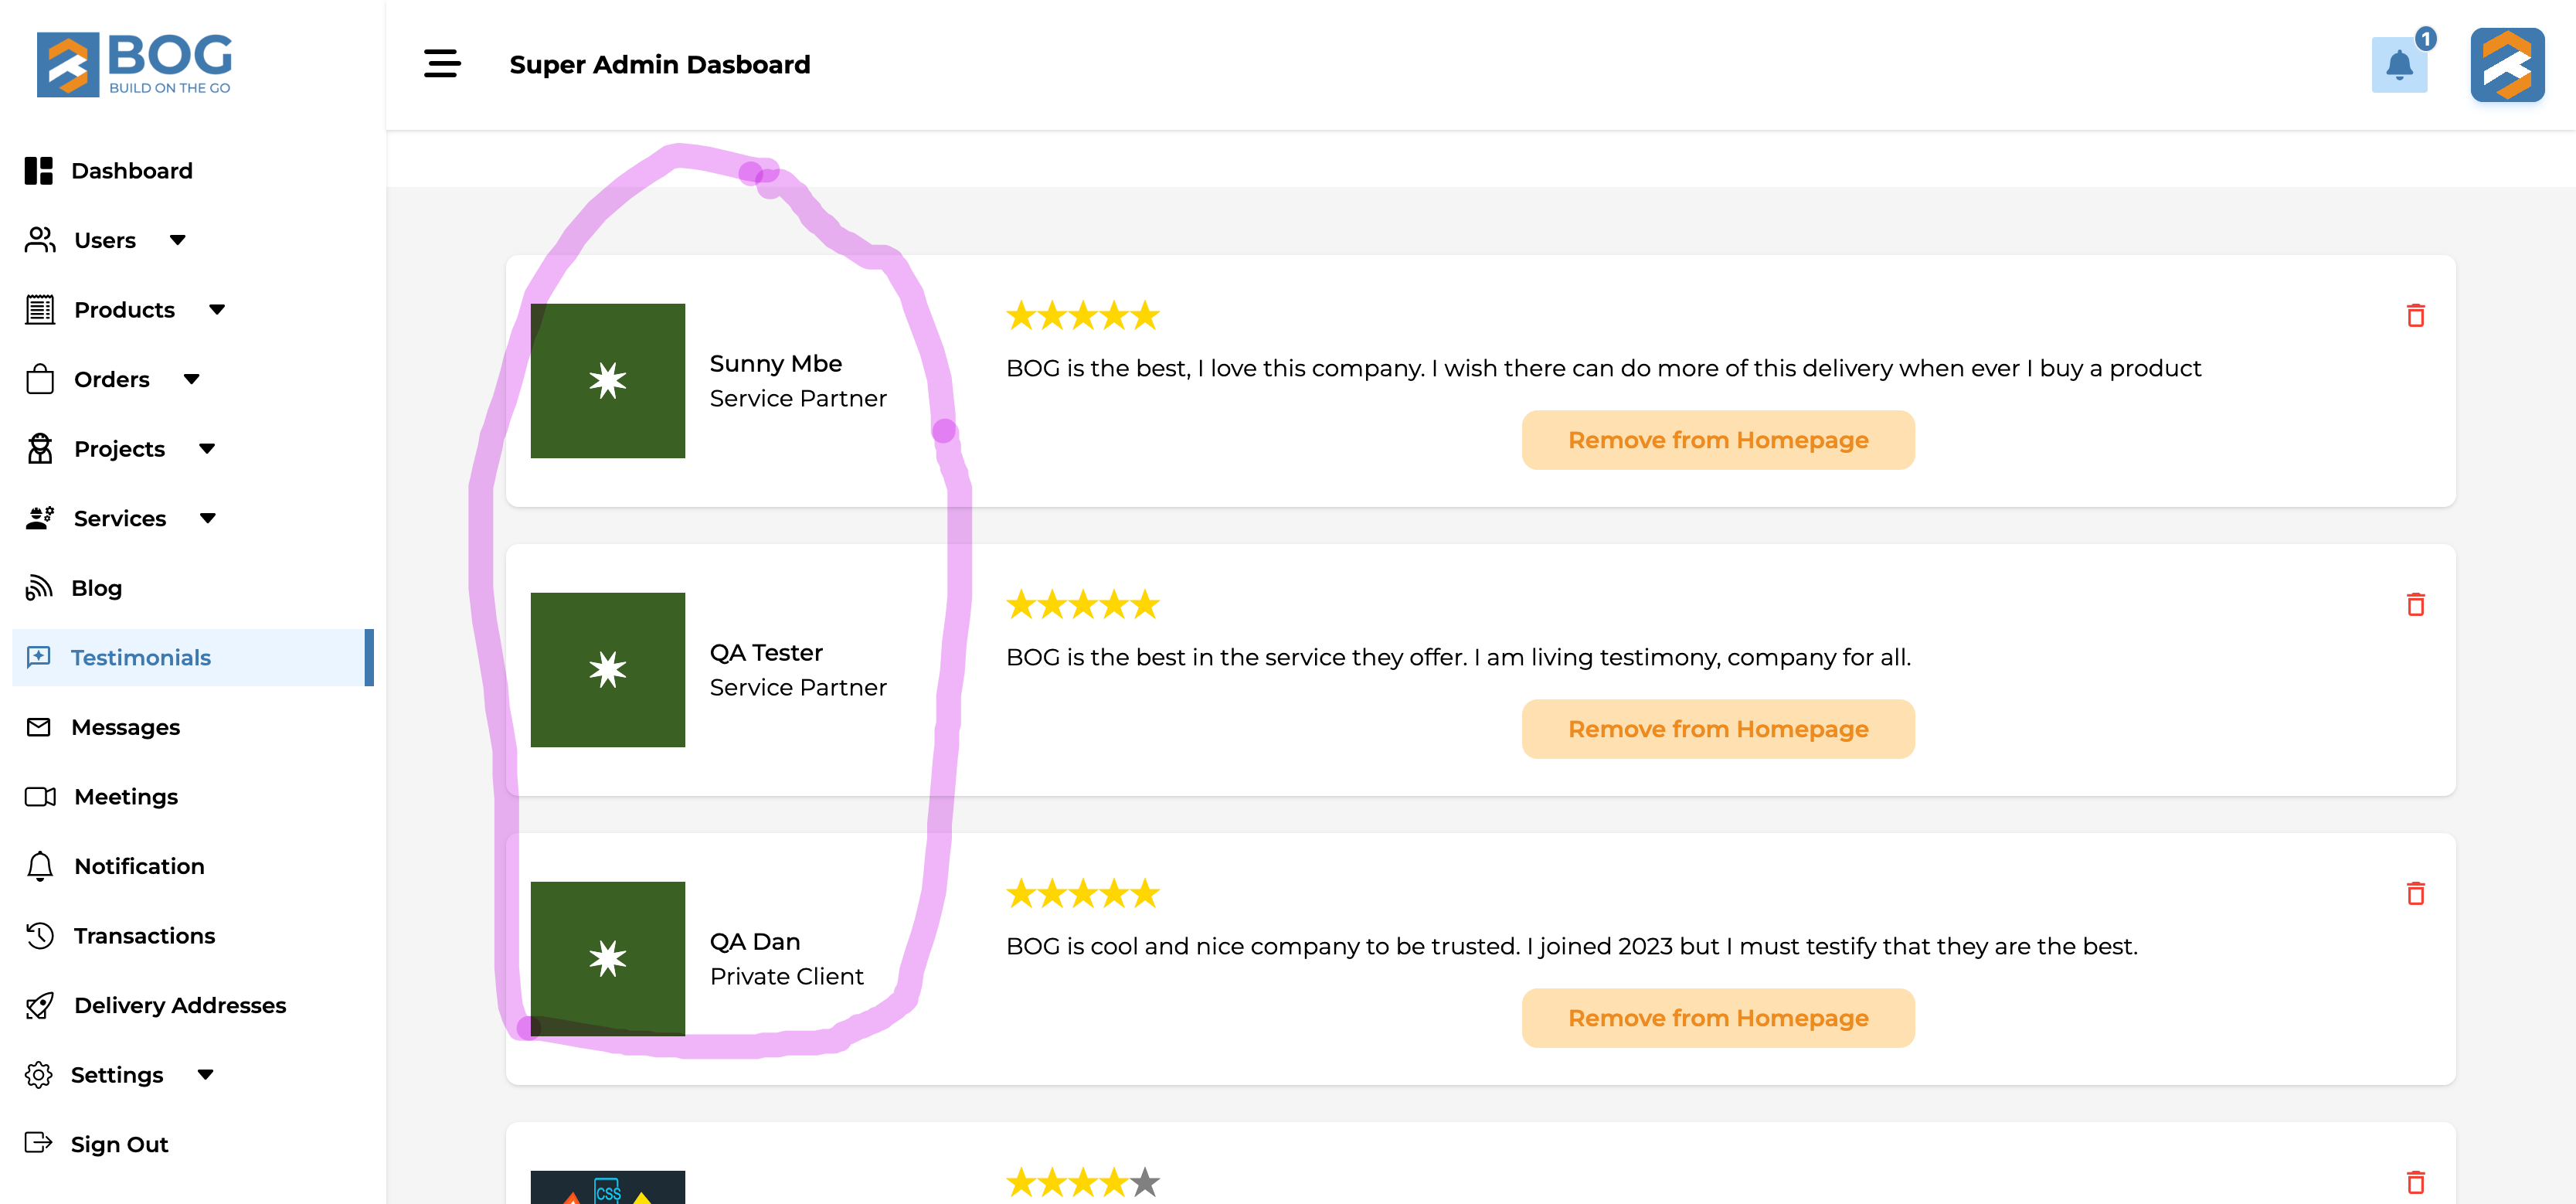 BOG
BUILD ON THE GO
Super Admin Dasboard
1
Dashboard
Users
Products
Orders
Projects
Services
Blog
Testimonials
Messages
Meetings
Notification
Transactions
Delivery Addresses
Settings
Sign Out
Sunny Mbe
Service Partner
BOG is the best, I love this company. I wish there can do more of this delivery when ever I buy a product
Remove from Homepage
QA Tester
Service Partner
BOG is the best in the service they offer. I am living testimony, company for all.
Remove from Homepage
QA Dan
Private Client
BOG is cool and nice company to be trusted. I joined 2023 but I must testify that they are the best.
Remove from Homepage
CSS